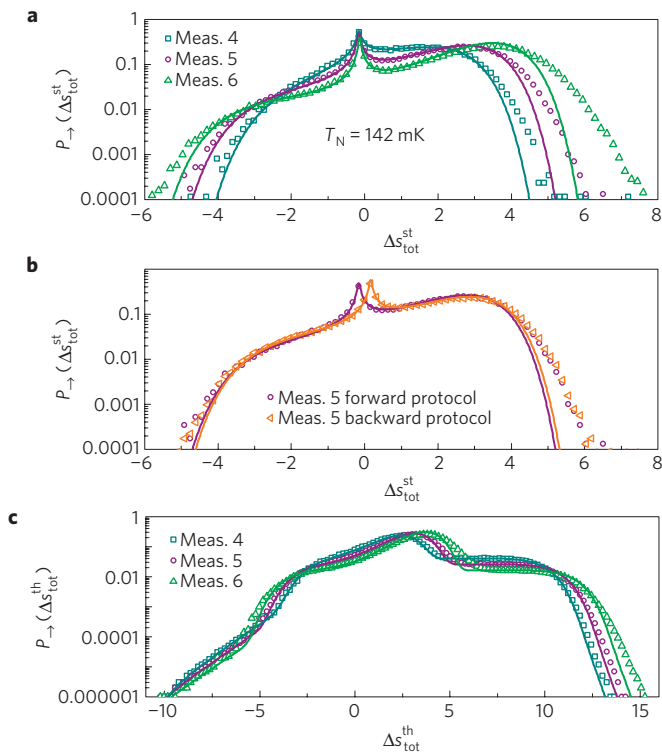 a
1
0.1
0.01
0.001
0.0001
P→(Δs_tot^st)
Meas. 4
Meas. 5
Meas. 6
T_N = 142 mK
−6 −4 −2 0 2 4 6 8
Δs_tot^st
b
0.1
0.01
0.001
0.0001
P→(Δs_tot^st)
Meas. 5 forward protocol
Meas. 5 backward protocol
−6 −4 −2 0 2 4 6 8
Δs_tot^st
c
1
0.01
0.0001
0.000001
P→(Δs_tot^th)
Meas. 4
Meas. 5
Meas. 6
−10 −5 0 5 10 15
Δs_tot^th